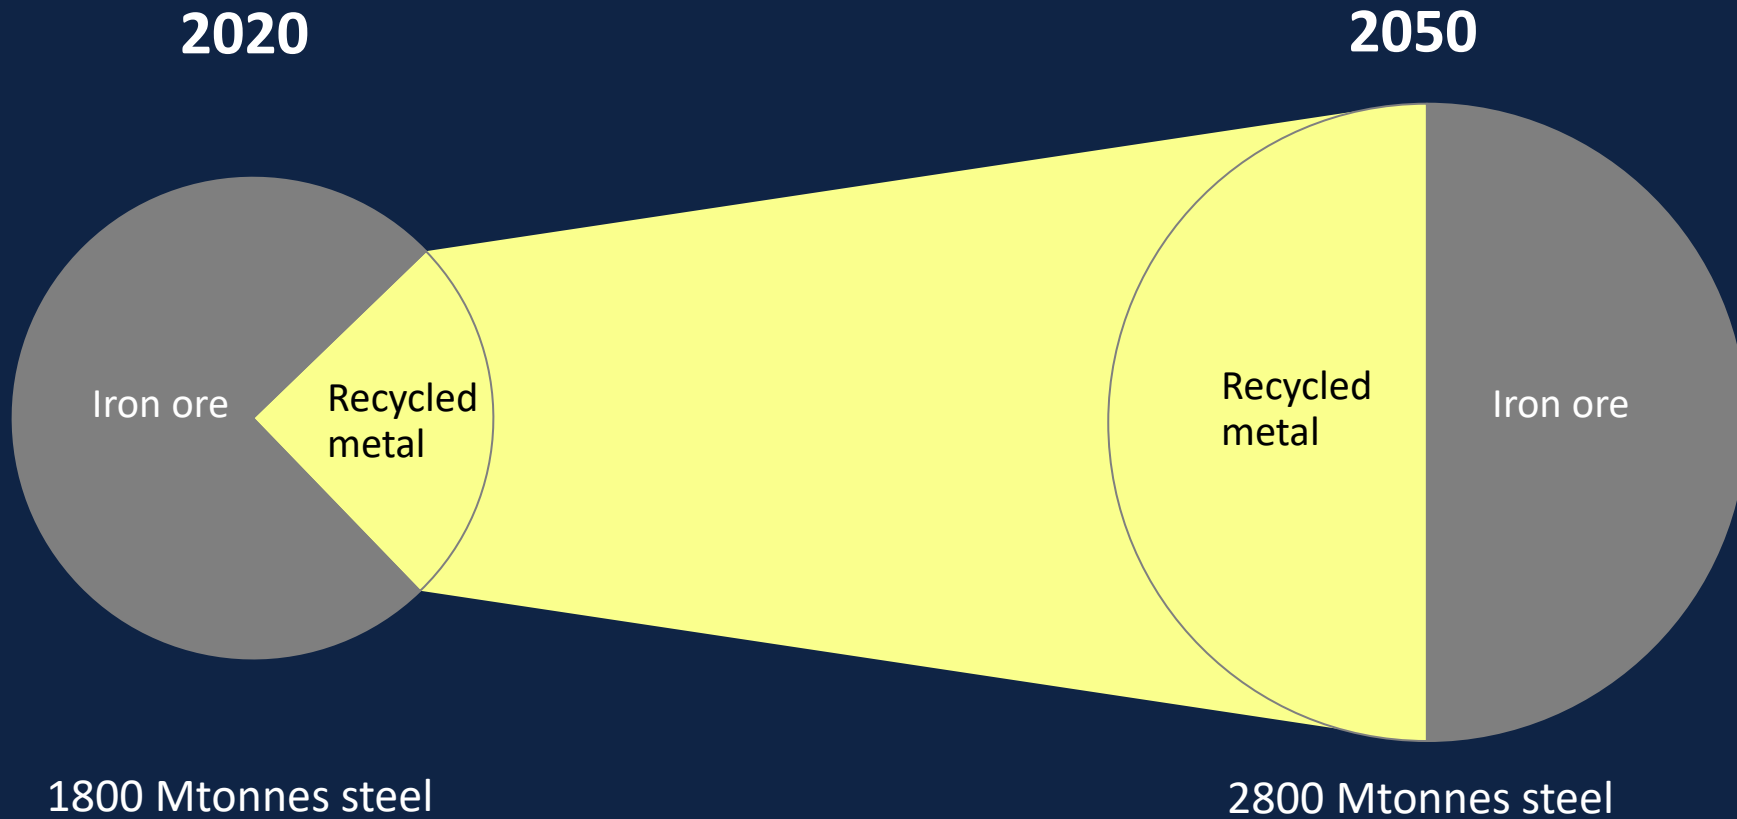 2020
2050
Iron ore
Recycled
metal
Recycled
metal
Iron ore
1800 Mtonnes steel
2800 Mtonnes steel